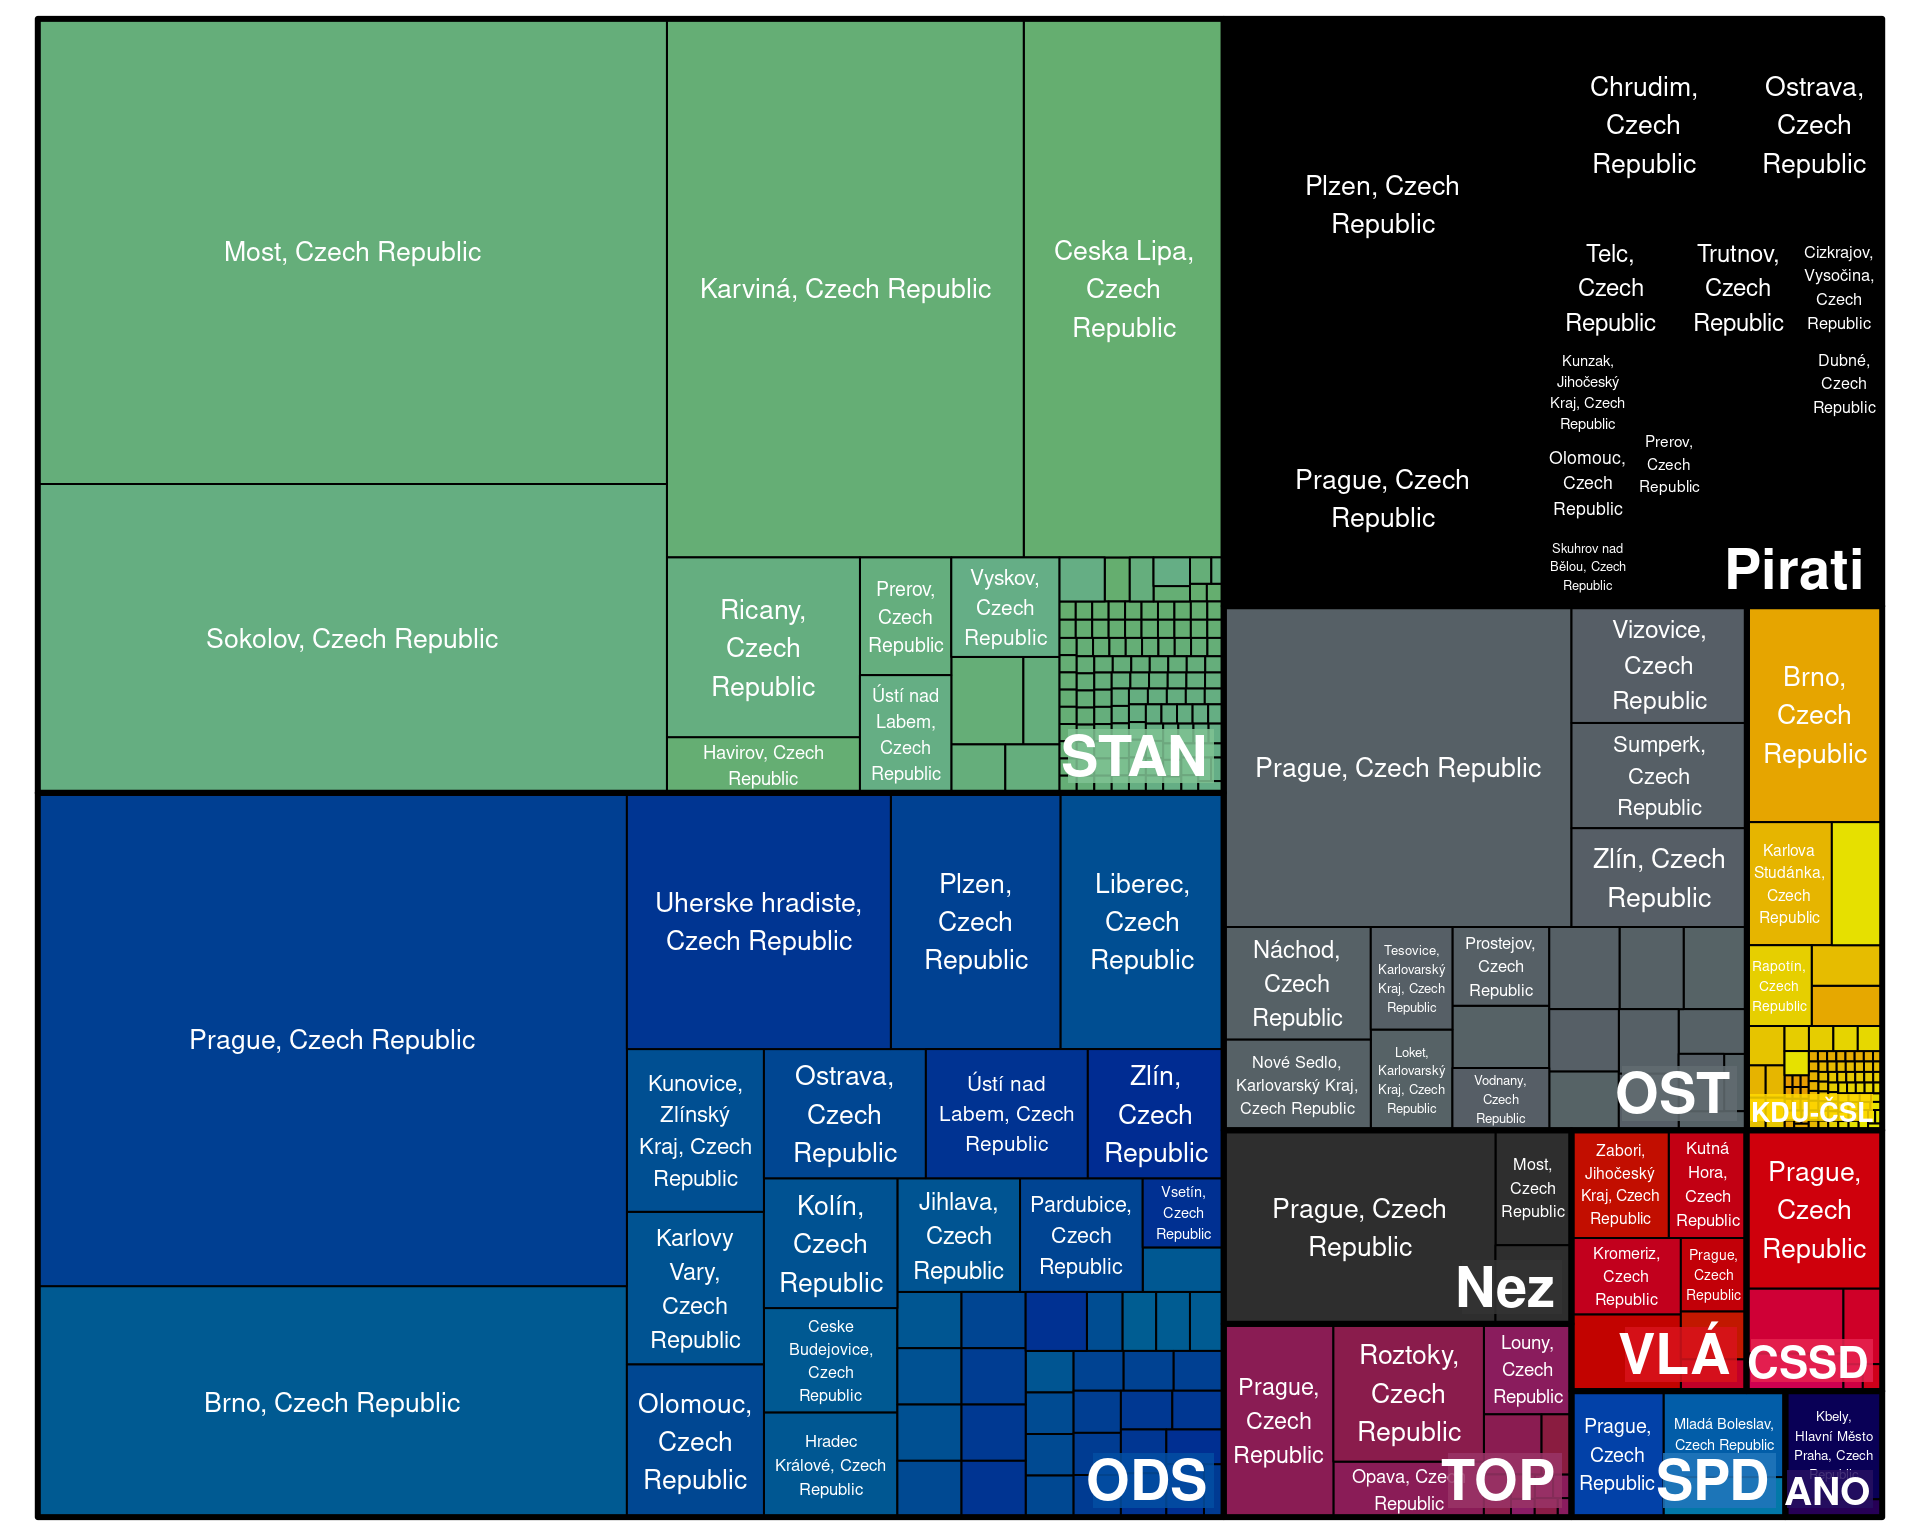 Most, Czech Republic
Sokolov, Czech Republic
Karviná, Czech Republic
Ceska Lipa,
Czech
Republic
Ricany,
Czech
Republic
Havirov, Czech
Republic
Prerov,
Czech
Republic
Ústí nad
Labem,
Czech
Republic
Vyskov,
Czech
Republic
STAN
Prague, Czech Republic
Brno, Czech Republic
Uherske hradiste,
Czech Republic
Plzen,
Czech
Republic
Liberec,
Czech
Republic
Kunovice,
Zlínský
Kraj, Czech
Republic
Karlovy
Vary,
Czech
Republic
Olomouc,
Czech
Republic
Ostrava,
Czech
Republic
Ústí nad
Labem, Czech
Republic
Zlín,
Czech
Republic
Kolín,
Czech
Republic
Ceske
Budejovice,
Czech
Republic
Hradec
Králové, Czech
Republic
Jihlava,
Czech
Republic
Pardubice,
Czech
Republic
Vsetín,
Czech
Republic
ODS
Plzen, Czech
Republic
Prague, Czech
Republic
Chrudim,
Czech
Republic
Ostrava,
Czech
Republic
Telc,
Czech
Republic
Trutnov,
Czech
Republic
Cizkrajov,
Vysočina,
Czech
Republic
Kunzak,
Jihočeský
Kraj, Czech
Republic
Dubné,
Czech
Republic
Olomouc,
Czech
Republic
Prerov,
Czech
Republic
Skuhrov nad
Bělou, Czech
Republic
Pirati
Prague, Czech Republic
Vizovice,
Czech
Republic
Sumperk,
Czech
Republic
Zlín, Czech
Republic
Náchod,
Czech
Republic
Nové Sedlo,
Karlovarský Kraj,
Czech Republic
Tesovice,
Karlovarský
Kraj, Czech
Republic
Loket,
Karlovarský
Kraj, Czech
Republic
Prostejov,
Czech
Republic
Vodnany,
Czech
Republic
OST
Brno,
Czech
Republic
Karlova
Studánka,
Czech
Republic
Rapotín,
Czech
Republic
KDU-ČSL
Prague, Czech
Republic
Most,
Czech
Republic
Nez
Prague,
Czech
Republic
Roztoky,
Czech
Republic
Louny,
Czech
Republic
Opava, Czech
Republic
TOP
Zabori,
Jihočeský
Kraj, Czech
Republic
Kutná
Hora,
Czech
Republic
Kromeriz,
Czech
Republic
Prague,
Czech
Republic
VLÁ
Prague,
Czech
Republic
CSSD
Prague,
Czech
Republic
Mladá Boleslav,
Czech Republic
SPD
Kbely,
Hlavní Město
Praha, Czech
Republic
ANO